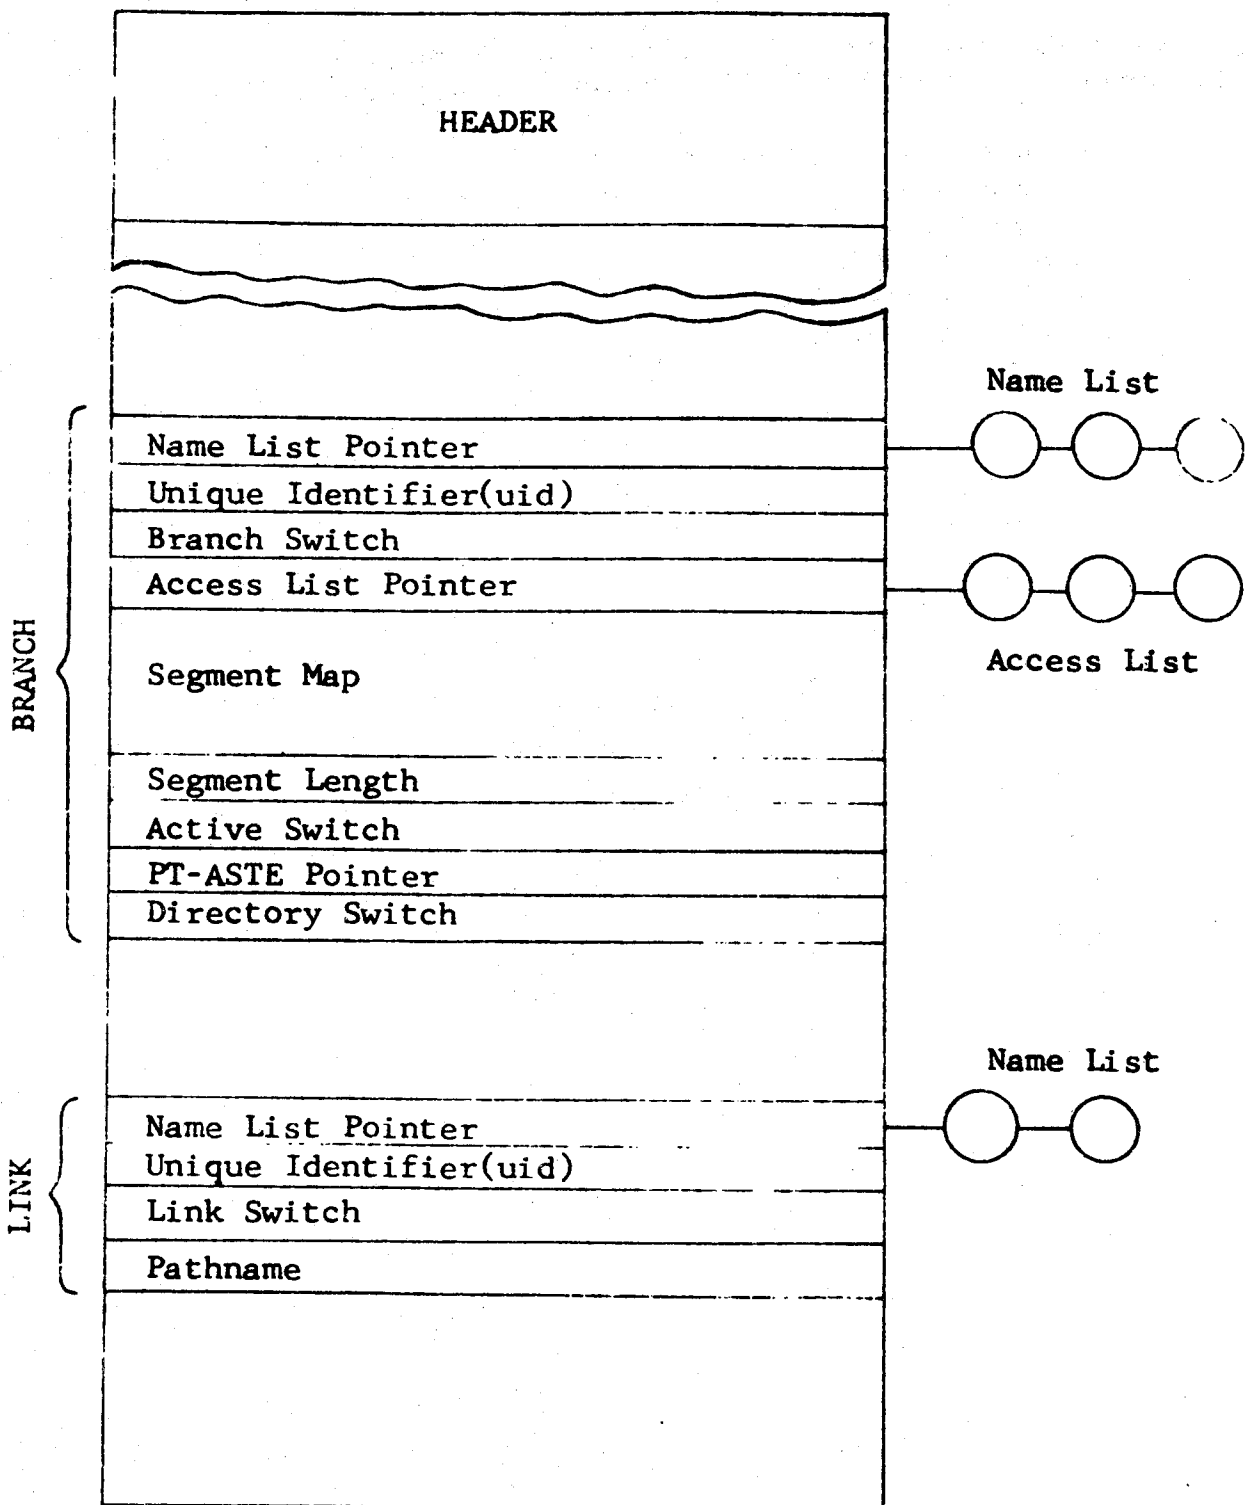 HEADER
Name List
Name List Pointer
Unique Identifier(uid)
Branch Switch
Access List Pointer
Access List
BRANCH
Segment Map
Segment Length
Active Switch
PT-ASTE Pointer
Directory Switch
Name List
LINK
Name List Pointer
Unique Identifier(uid)
Link Switch
Pathname